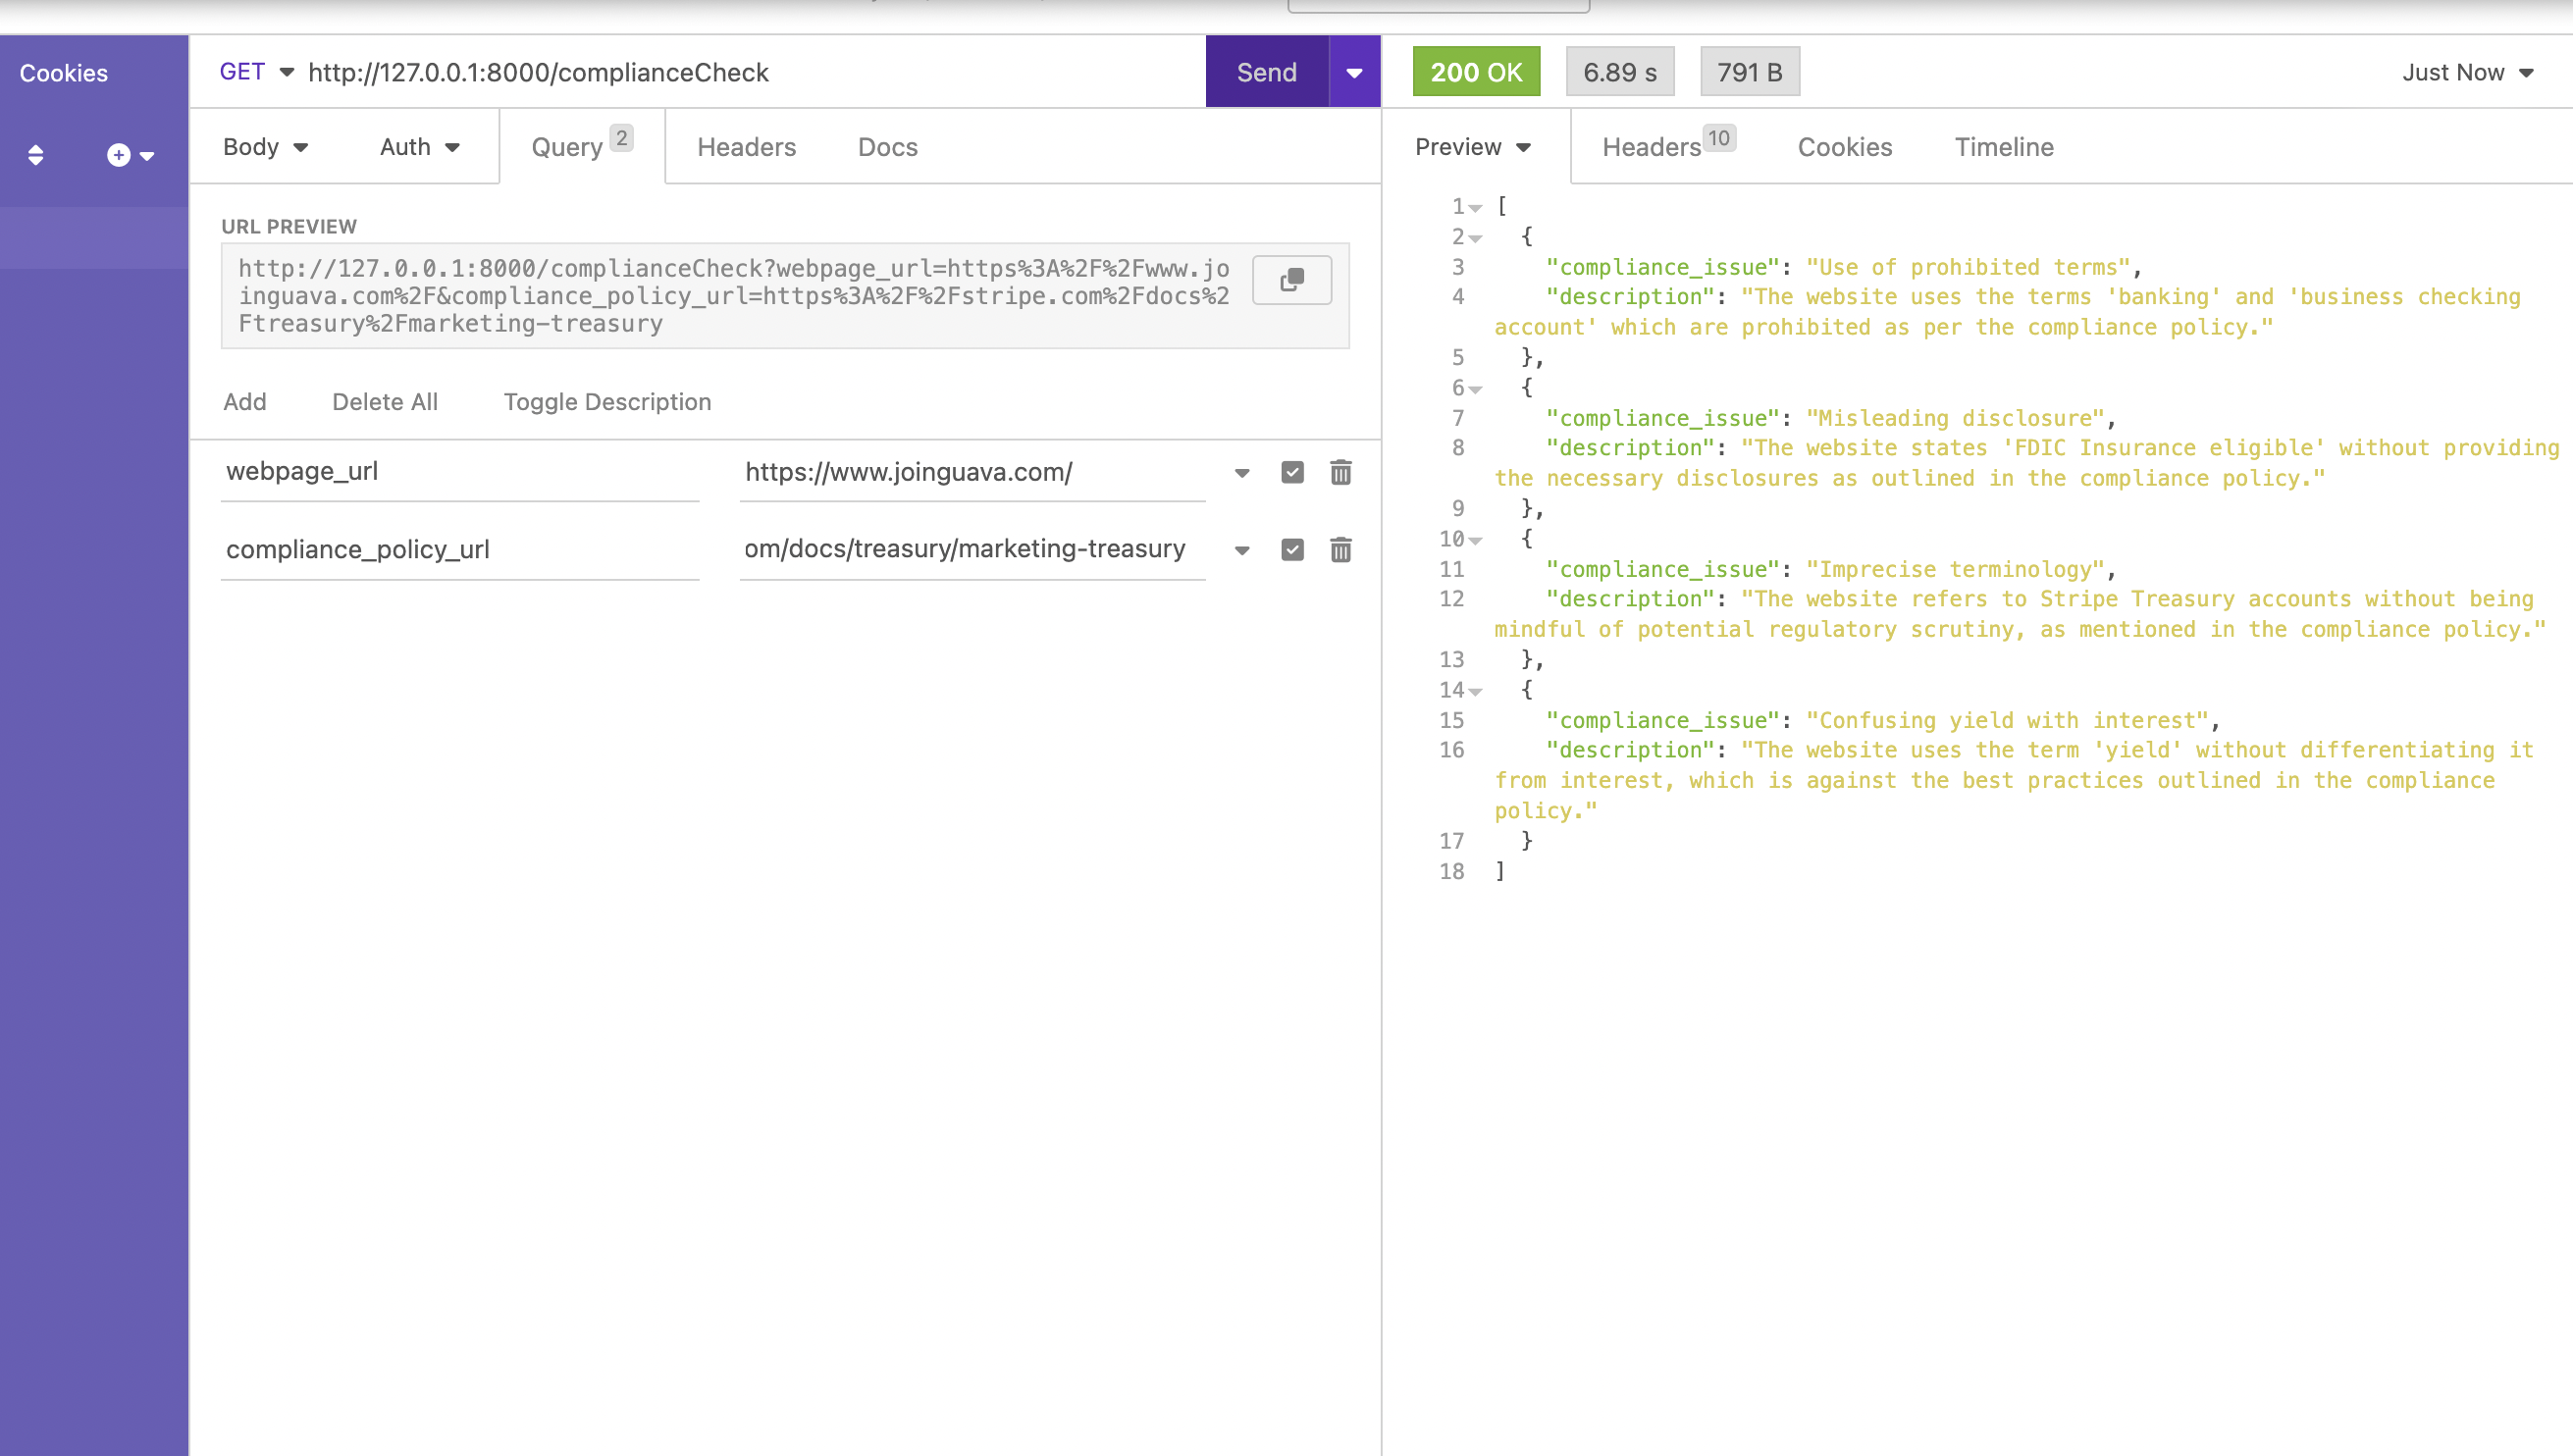 Cookies
GET http://127.0.0.1:8000/complianceCheck
Send
200 OK
6.89 s
791 B
Just Now
Body
Auth
Query 2
Headers
Docs
Preview
Headers 10
Cookies
Timeline
URL PREVIEW
http://127.0.0.1:8000/complianceCheck?webpage_url=https%3A%2F%2Fwww.jo
inguava.com%2F&compliance_policy_url=https%3A%2F%2Fstripe.com%2Fdocs%2
Ftreasury%2Fmarketing-treasury
Add
Delete All
Toggle Description
webpage_url
https://www.joinguava.com/
compliance_policy_url
om/docs/treasury/marketing-treasury
1 [
2 {
3 "compliance_issue": "Use of prohibited terms",
4 "description": "The website uses the terms 'banking' and 'business checking
account' which are prohibited as per the compliance policy."
5 },
6 {
7 "compliance_issue": "Misleading disclosure",
8 "description": "The website states 'FDIC Insurance eligible' without providing
the necessary disclosures as outlined in the compliance policy."
9 },
10 {
11 "compliance_issue": "Imprecise terminology",
12 "description": "The website refers to Stripe Treasury accounts without being
mindful of potential regulatory scrutiny, as mentioned in the compliance policy."
13 },
14 {
15 "compliance_issue": "Confusing yield with interest",
16 "description": "The website uses the term 'yield' without differentiating it
from interest, which is against the best practices outlined in the compliance
policy."
17 }
18 ]